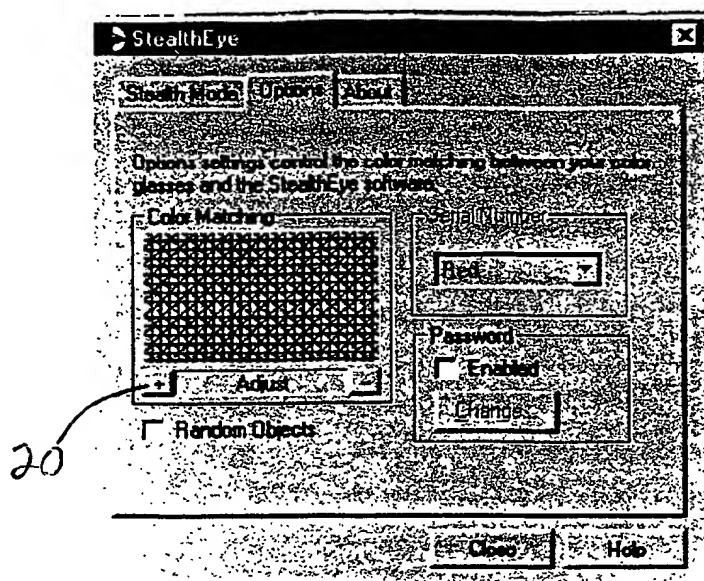 StealthEye
Stealth Mode Options About
Options settings control the color matching between your color
glasses and the StealthEye software.
Color Matching
Serial Number
Red
Password
Enabled
+ Adjust -
Change...
Random Objects
20
Close Help